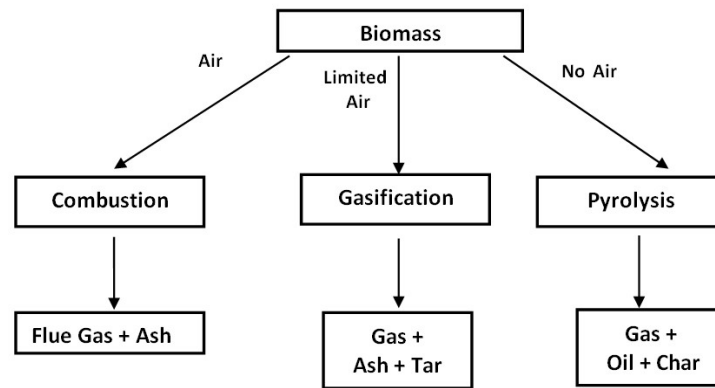 Biomass
Air
Limited
Air
No Air
Combustion
Gasification
Pyrolysis
Flue Gas + Ash
Gas +
Ash + Tar
Gas +
Oil + Char